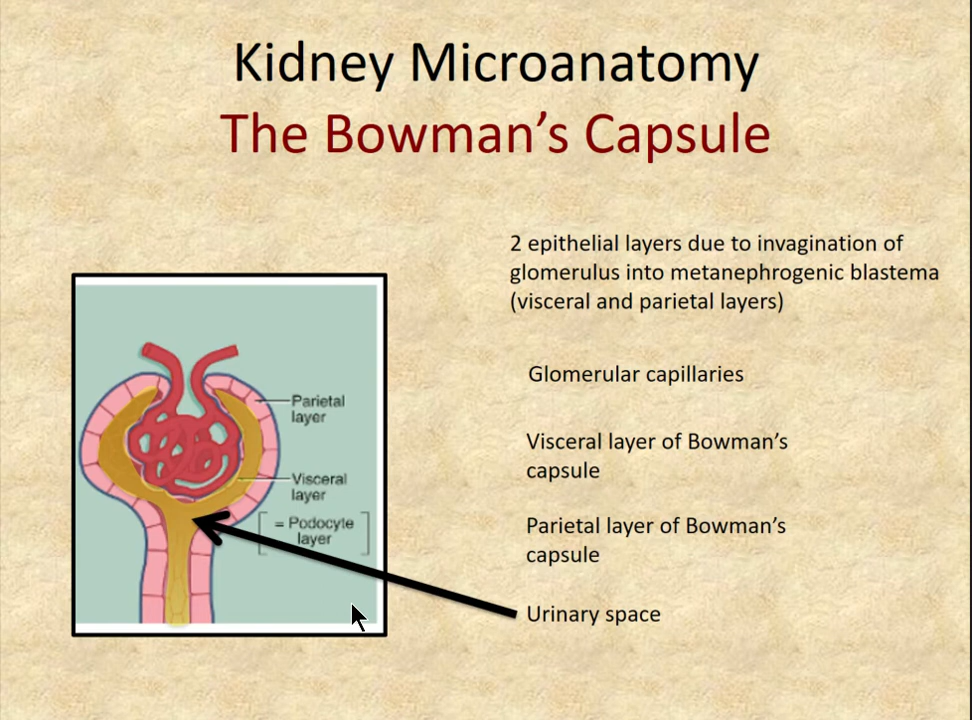 Kidney Microanatomy
The Bowman’s Capsule
2 epithelial layers due to invagination of
glomerulus into metanephrogenic blastema
(visceral and parietal layers)
Glomerular capillaries
Visceral layer of Bowman’s
capsule
Parietal layer of Bowman’s
capsule
Urinary space
Parietal
layer
Visceral
layer
= Podocyte
layer